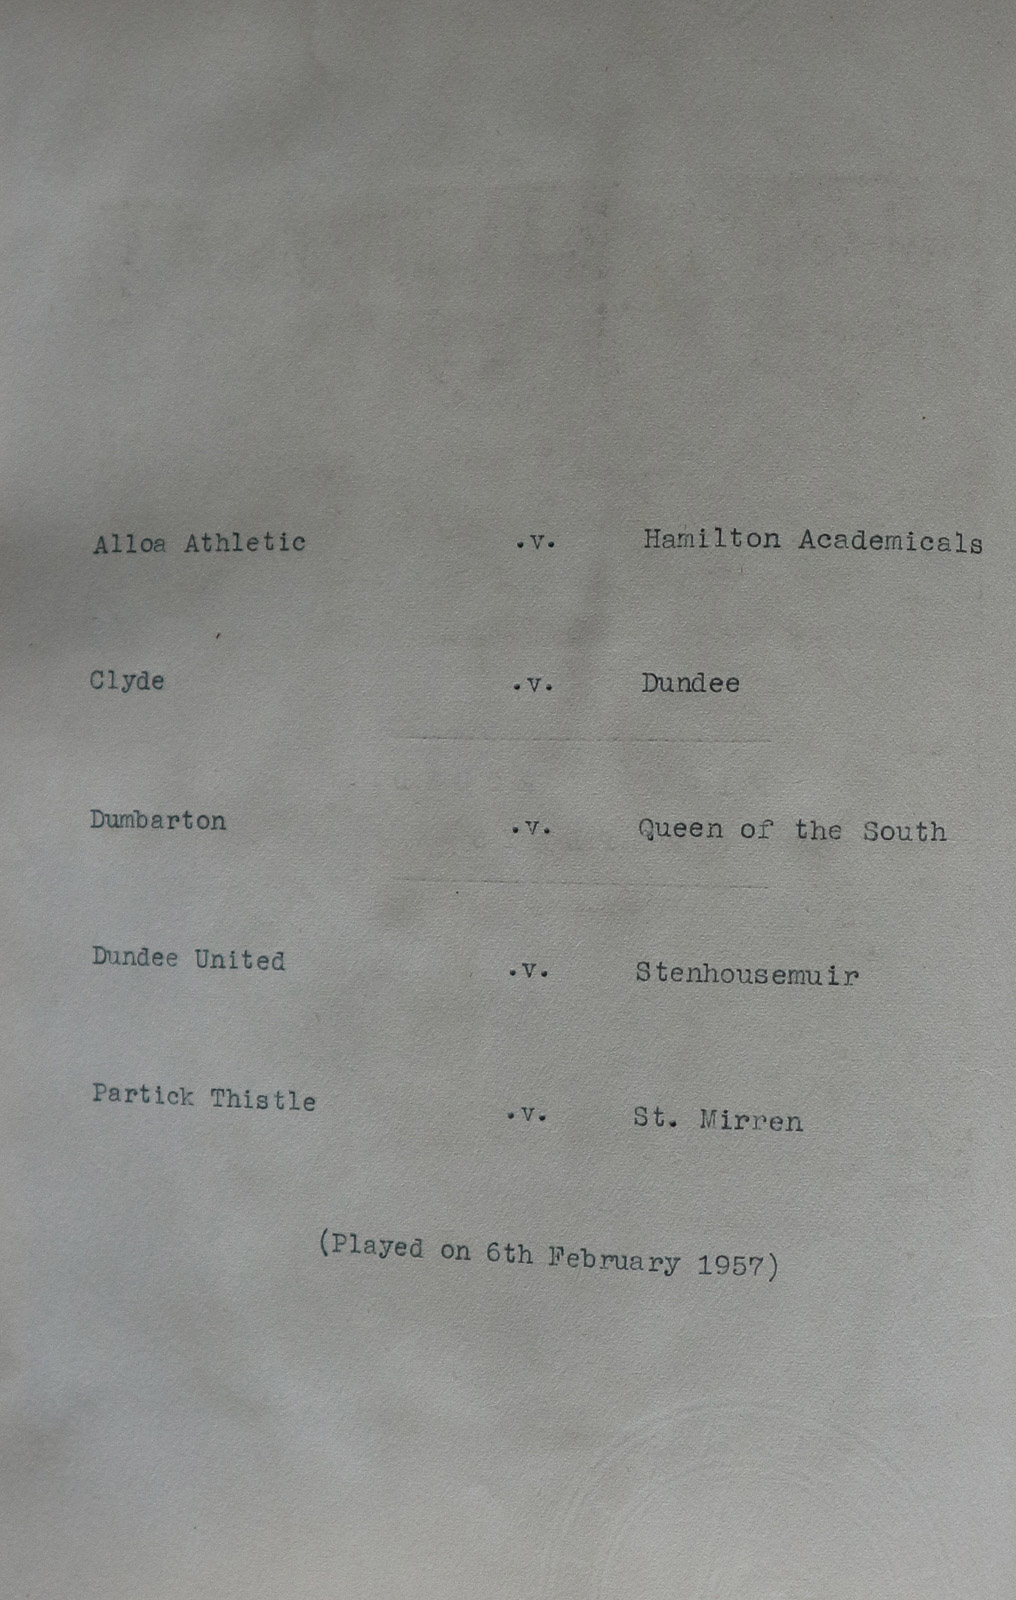 Alloa Athletic .v. Hamilton Academicals
Clyde .v. Dundee
Dumbarton .v. Queen of the South
Dundee United .v. Stenhousemuir
Partick Thistle .v. St. Mirren
(Played on 6th February 1957)